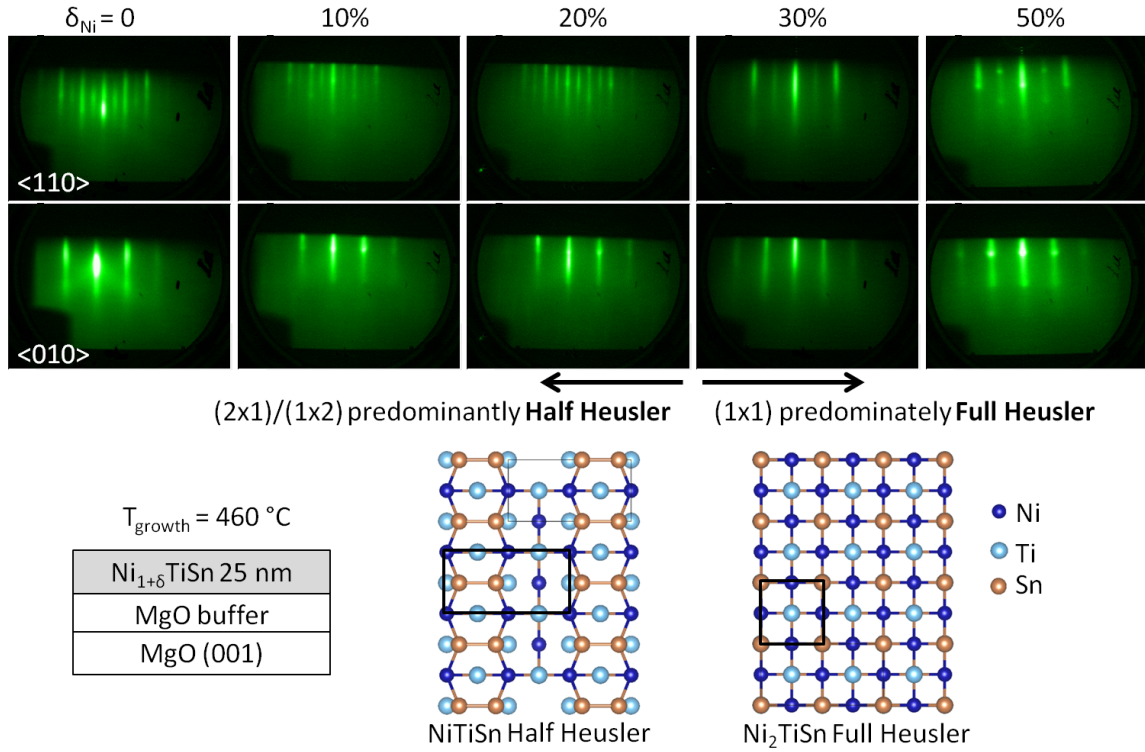 δNi = 0 10% 20% 30% 50%
<110>
<010>
(2x1)/(1x2) predominantly Half Heusler (1x1) predominately Full Heusler
Tgrowth = 460 °C
Ni1+δTiSn 25 nm
MgO buffer
MgO (001)
Ni
Ti
Sn
NiTiSn Half Heusler Ni2TiSn Full Heusler